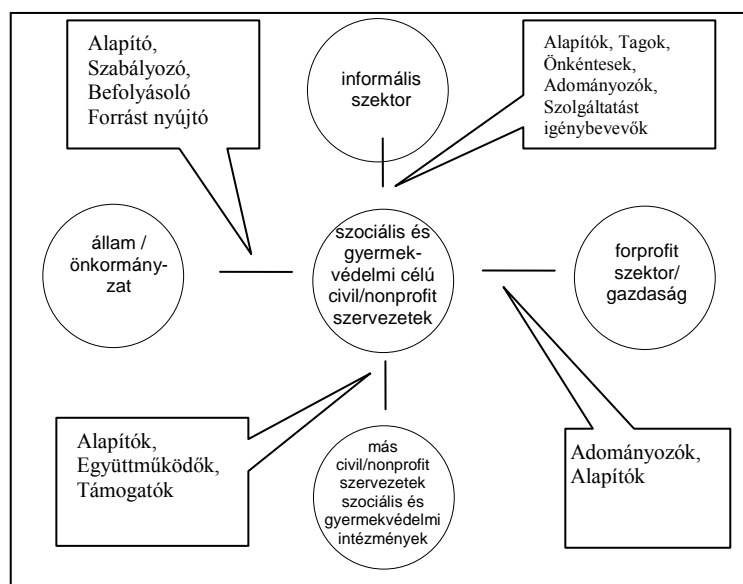 Alapító,
Szabályozó,
Befolyásoló
Forrást nyújtó
informális
szektor
Alapítók, Tagok,
Önkéntesek,
Adományozók,
Szolgáltatást
igénybevevők
állam /
önkormány-
zat
szociális és
gyermek-
védelmi célú
civil/nonprofit
szervezetek
forprofit
szektor/
gazdaság
Alapítók,
Együttműködők,
Támogatók
más
civil/nonprofit
szervezetek
szociális és
gyermekvédelmi
intézmények
Adományozók,
Alapítók